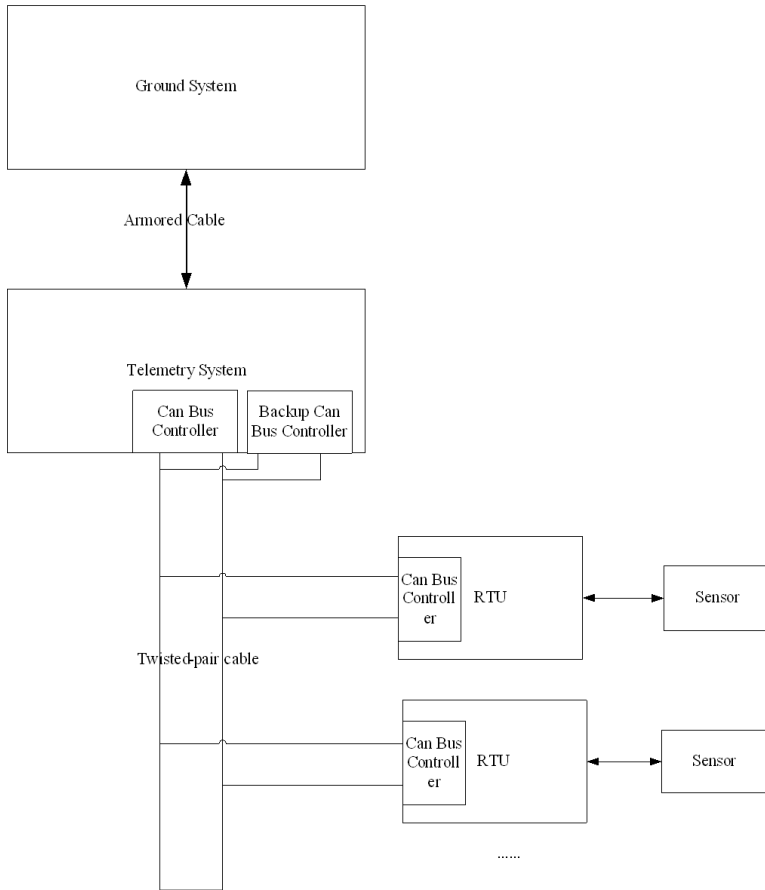 Ground System
Armored Cable
Telemetry System
Can Bus
Controller
Backup Can
Bus Controller
Can Bus
Controll
er
RTU
Sensor
Twisted-pair cable
Can Bus
Controll
er
RTU
Sensor
......